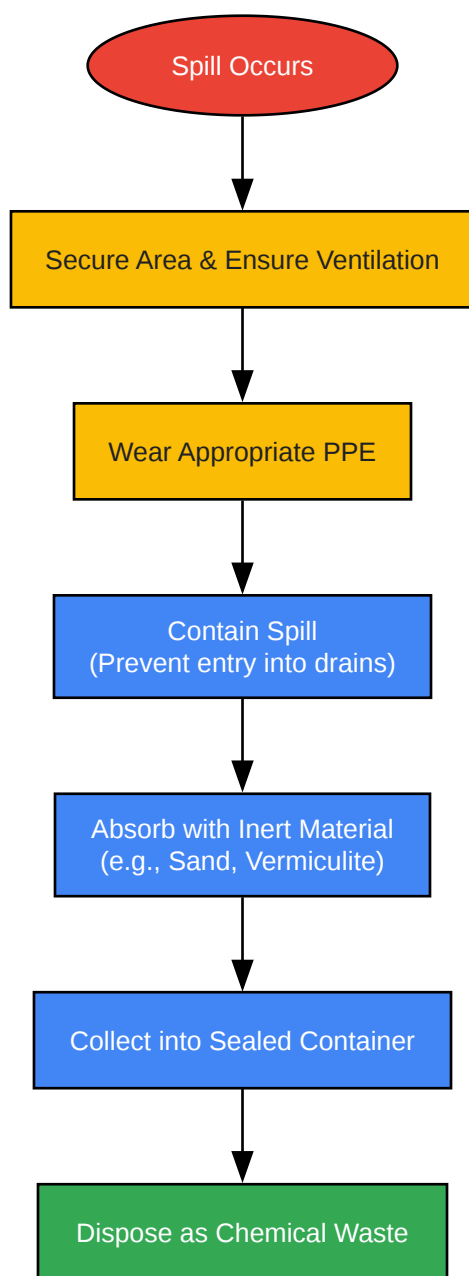 Spill Occurs
Secure Area & Ensure Ventilation
Wear Appropriate PPE
Contain Spill
(Prevent entry into drains)
Absorb with Inert Material
(e.g., Sand, Vermiculite)
Collect into Sealed Container
Dispose as Chemical Waste